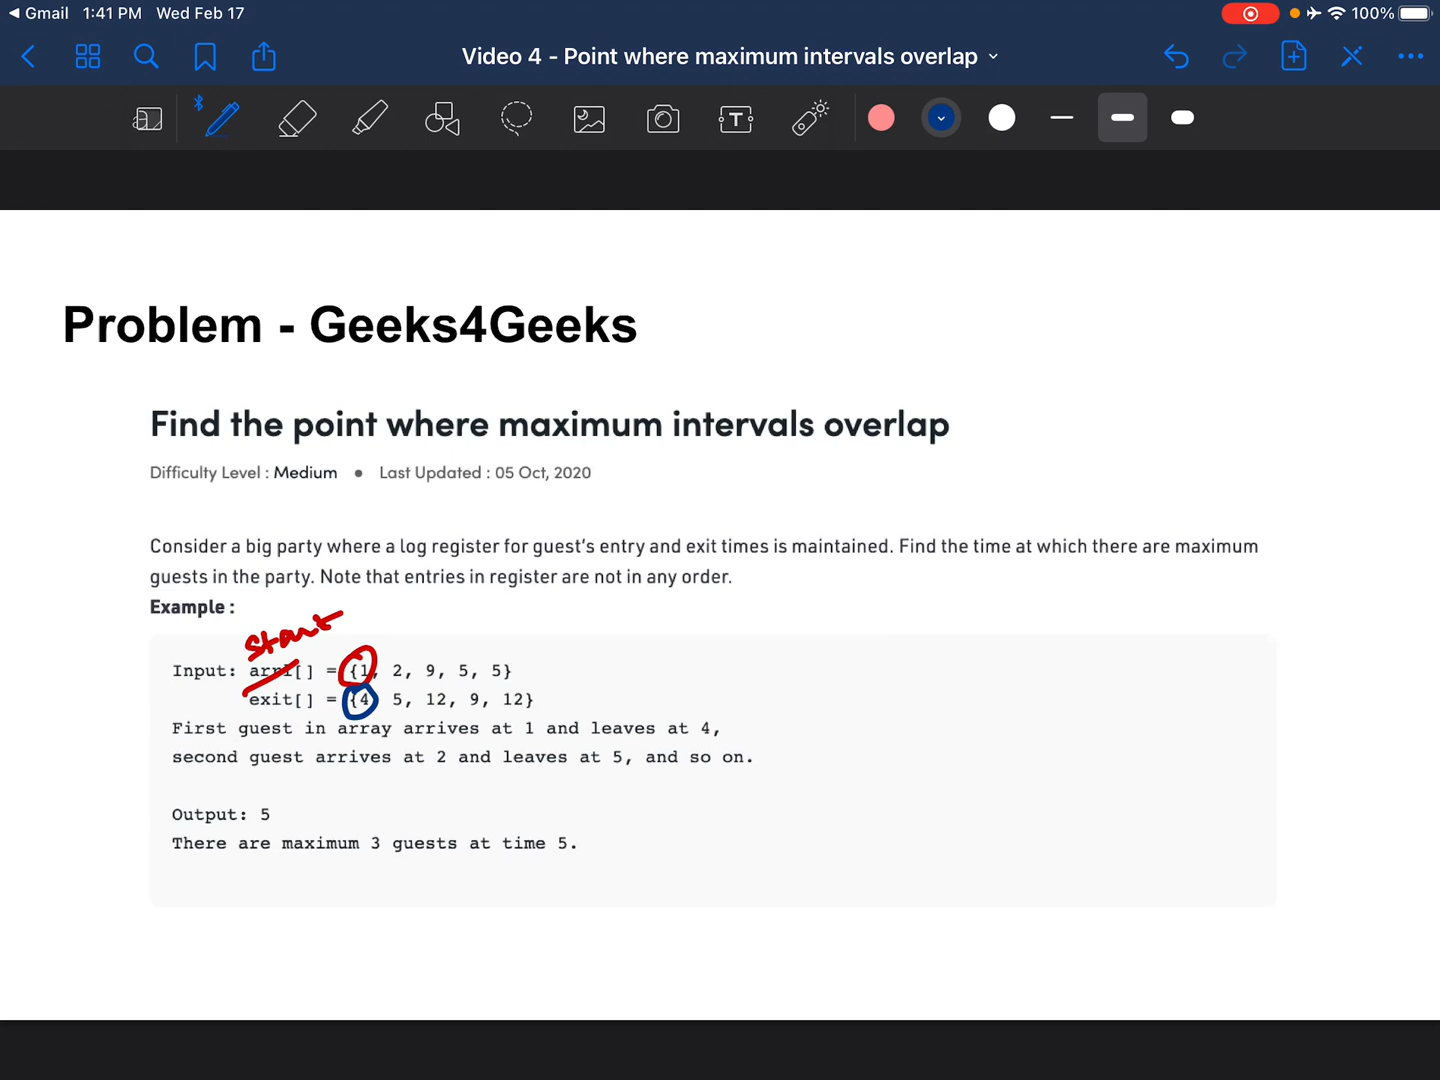 Gmail 1:41 PM Wed Feb 17 100%
Video 4 - Point where maximum intervals overlap
T
Problem - Geeks4Geeks
Find the point where maximum intervals overlap
Difficulty Level : Medium • Last Updated : 05 Oct, 2020
Consider a big party where a log register for guest's entry and exit times is maintained. Find the time at which there are maximum
guests in the party. Note that entries in register are not in any order.
Example :
start
Input: arrl[] = {1, 2, 9, 5, 5}
exit[] = {4, 5, 12, 9, 12}
First guest in array arrives at 1 and leaves at 4,
second guest arrives at 2 and leaves at 5, and so on.
Output: 5
There are maximum 3 guests at time 5.